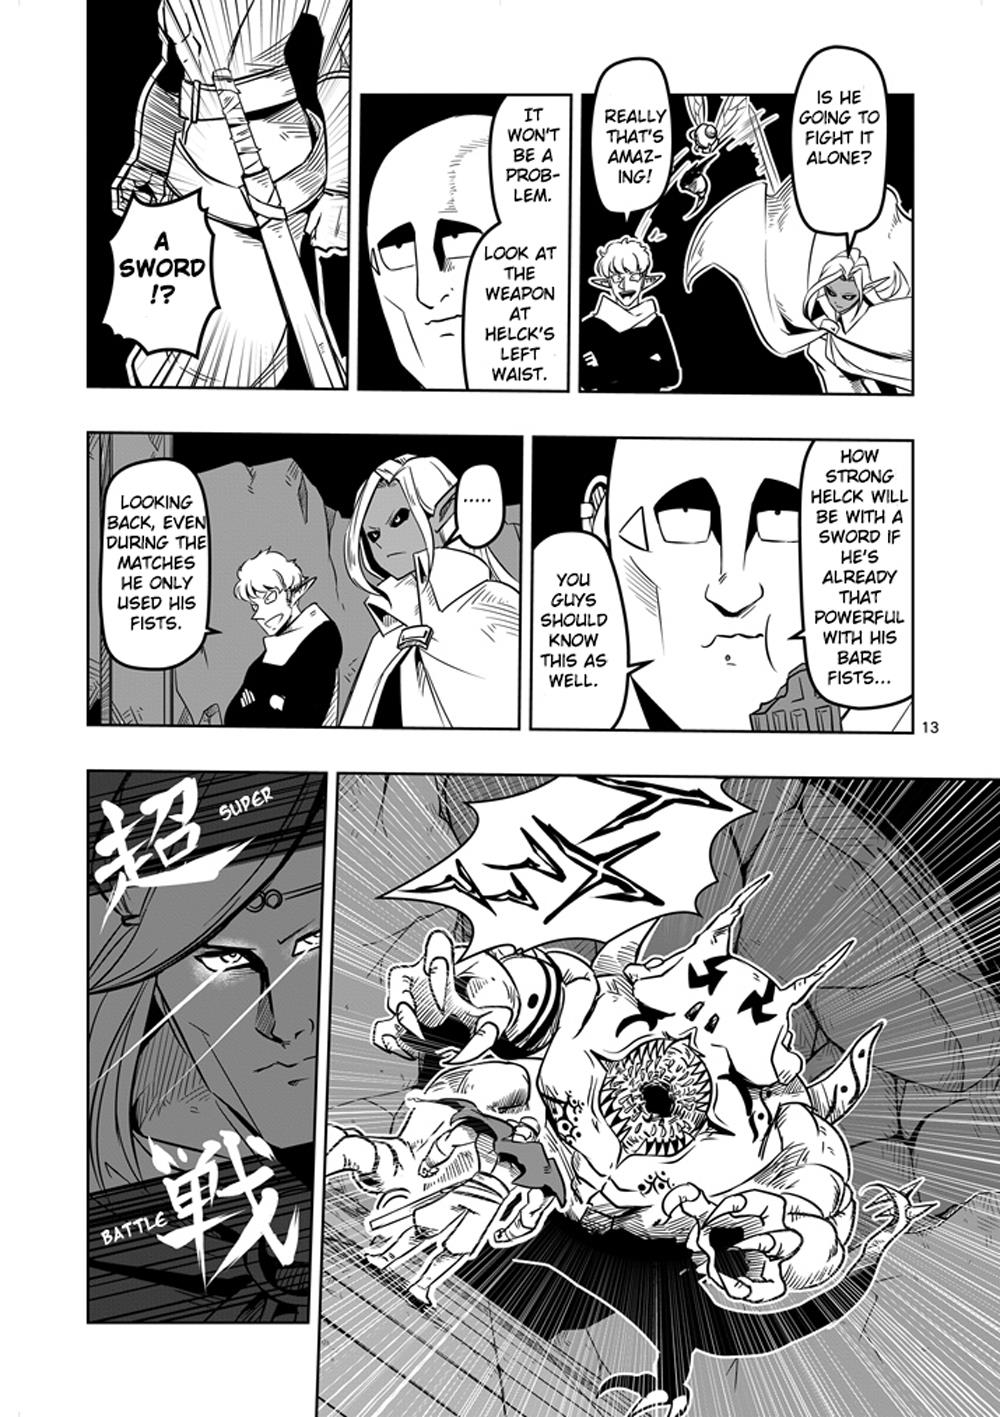 IS HE
GOING TO
FIGHT IT
ALONE?
REALLY
THAT'S
AMAZ-
ING!
IT
WON'T
BE A
PROB-
LEM.
LOOK AT
THE
WEAPON
AT
HELCK'S
LEFT
WAIST.
A
SWORD
!?
HOW
STRONG
HELCK WILL
BE WITH A
SWORD IF
HE'S
ALREADY
THAT
POWERFUL
WITH HIS
BARE
FISTS...
YOU
GUYS
SHOULD
KNOW
THIS AS
WELL.
.....
LOOKING
BACK, EVEN
DURING THE
MATCHES
HE ONLY
USED HIS
FISTS.
13
超
SUPER
戦
BATTLE